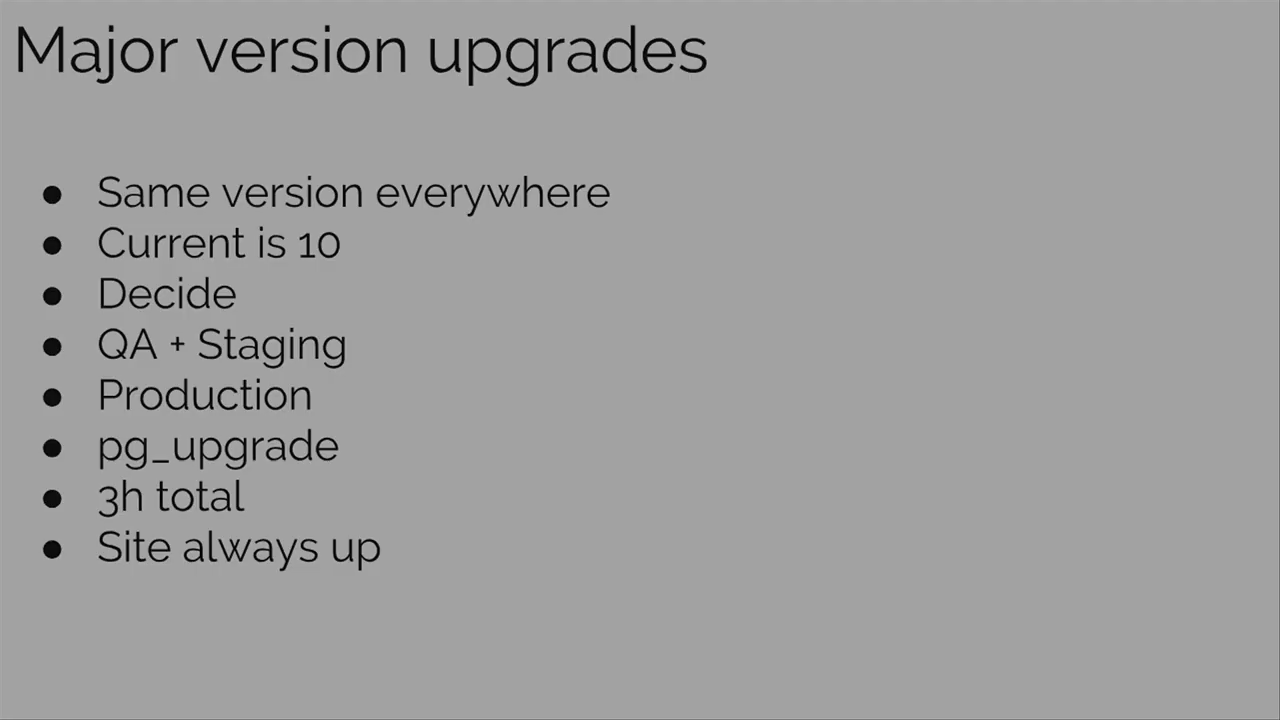 Major version upgrades
● Same version everywhere
● Current is 10
● Decide
● QA + Staging
● Production
● pg_upgrade
● 3h total
● Site always up